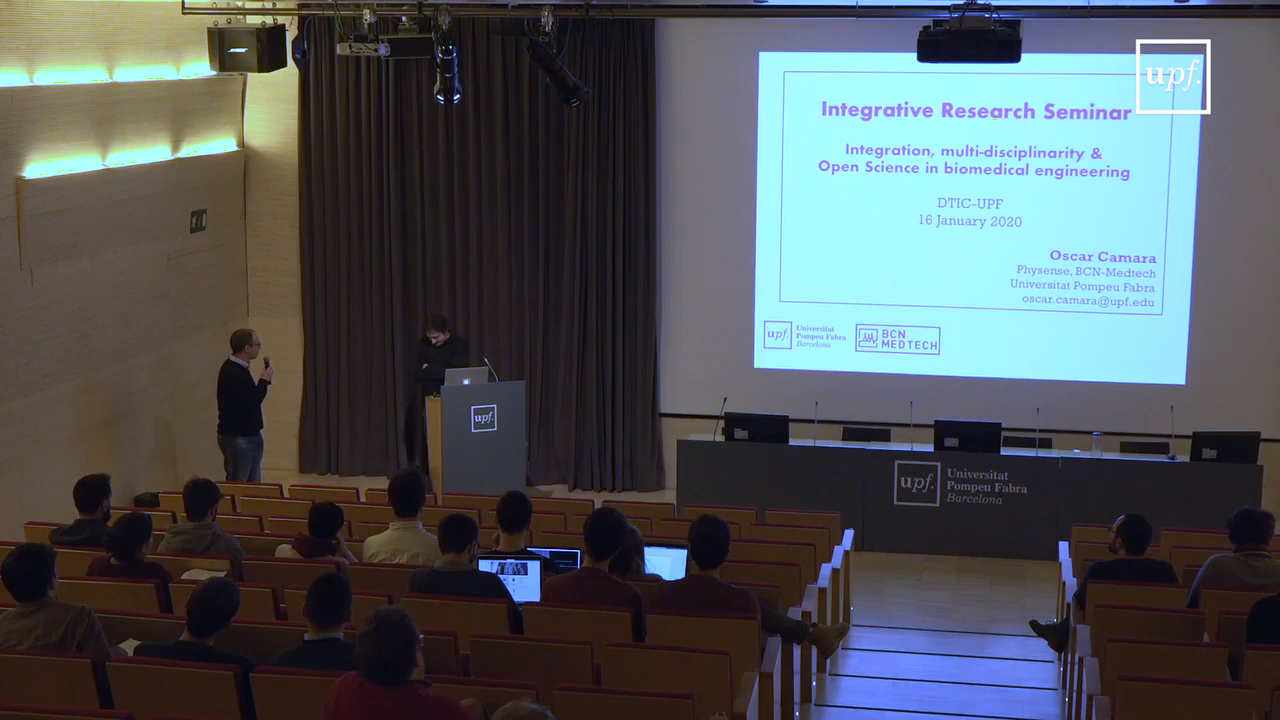 upf.
Integrative Research Seminar
Integration, multi-disciplinarity &
Open Science in biomedical engineering
DTIC-UPF
16 January 2020
Oscar Camara
Physense, BCN-Medtech
Universitat Pompeu Fabra
oscar.camara@upf.edu
upf.
Universitat
Pompeu Fabra
Barcelona
BCN
MEDTECH
upf.
upf.
Universitat
Pompeu Fabra
Barcelona